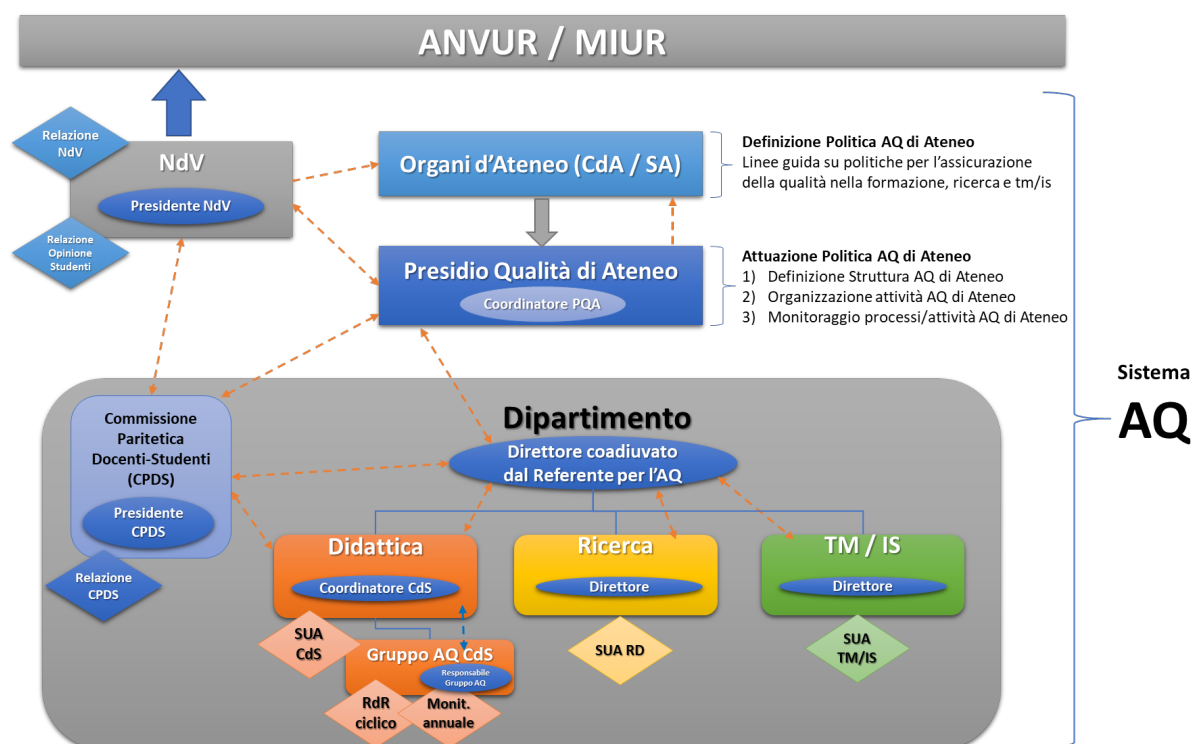 ANVUR / MIUR
Relazione
NdV
NdV
Presidente NdV
Relazione
Opinione
Studenti
Organi d'Ateneo (CdA / SA)
Definizione Politica AQ di Ateneo
Linee guida su politiche per l'assicurazione
della qualità nella formazione, ricerca e tm/is
Presidio Qualità di Ateneo
Coordinatore PQA
Attuazione Politica AQ di Ateneo
1) Definizione Struttura AQ di Ateneo
2) Organizzazione attività AQ di Ateneo
3) Monitoraggio processi/attività AQ di Ateneo
Sistema
AQ
Dipartimento
Direttore coadiuvato
dal Referente per l'AQ
Commissione
Paritetica
Docenti-Studenti
(CPDS)
Presidente
CPDS
Relazione
CPDS
Didattica
Coordinatore CdS
SUA
CdS
Gruppo AQ CdS
Responsabile
Gruppo AQ
RdR
ciclico
Monit.
annuale
Ricerca
Direttore
SUA RD
TM / IS
Direttore
SUA
TM/IS